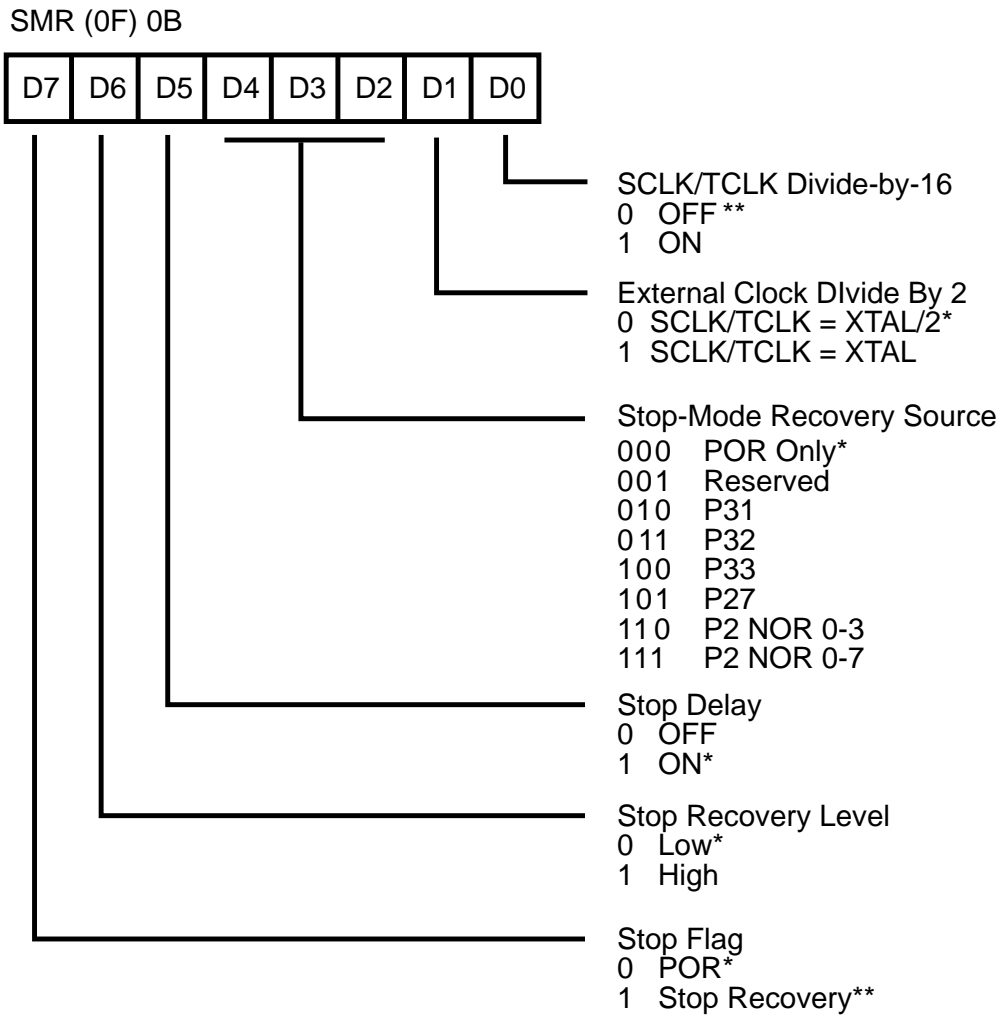 SMR (0F) 0B
D7 D6 D5 D4 D3 D2 D1 D0
SCLK/TCLK Divide-by-16
0 OFF **
1 ON
External Clock DIvide By 2
0 SCLK/TCLK = XTAL/2*
1 SCLK/TCLK = XTAL
Stop-Mode Recovery Source
000 POR Only*
001 Reserved
010 P31
011 P32
100 P33
101 P27
110 P2 NOR 0-3
111 P2 NOR 0-7
Stop Delay
0 OFF
1 ON*
Stop Recovery Level
0 Low*
1 High
Stop Flag
0 POR*
1 Stop Recovery**